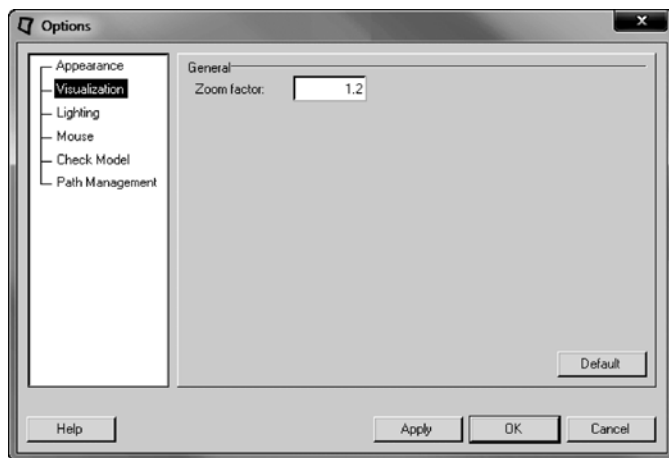 Options
x
Appearance
Visualization
Lighting
Mouse
Check Model
Path Management
General
Zoom factor: 1.2
Default
Help
Apply
OK
Cancel